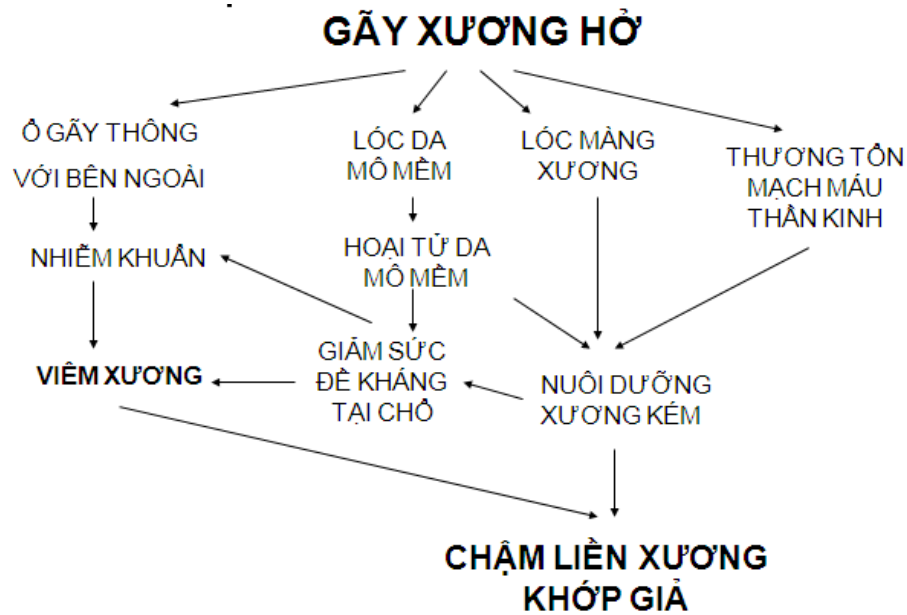 GÃY XƯƠNG HỞ
Ổ GÃY THÔNG
VỚI BÊN NGOÀI
LÓC DA
MÔ MỀM
LÓC MÀNG
XƯƠNG
THƯƠNG TỔN
MẠCH MÁU
THẦN KINH
NHIỄM KHUẨN
HOẠI TỬ DA
MÔ MỀM
VIÊM XƯƠNG
GIẢM SỨC
ĐỀ KHÁNG
TẠI CHỖ
NUÔI DƯỠNG
XƯƠNG KÉM
CHẬM LIỀN XƯƠNG
KHỚP GIẢ